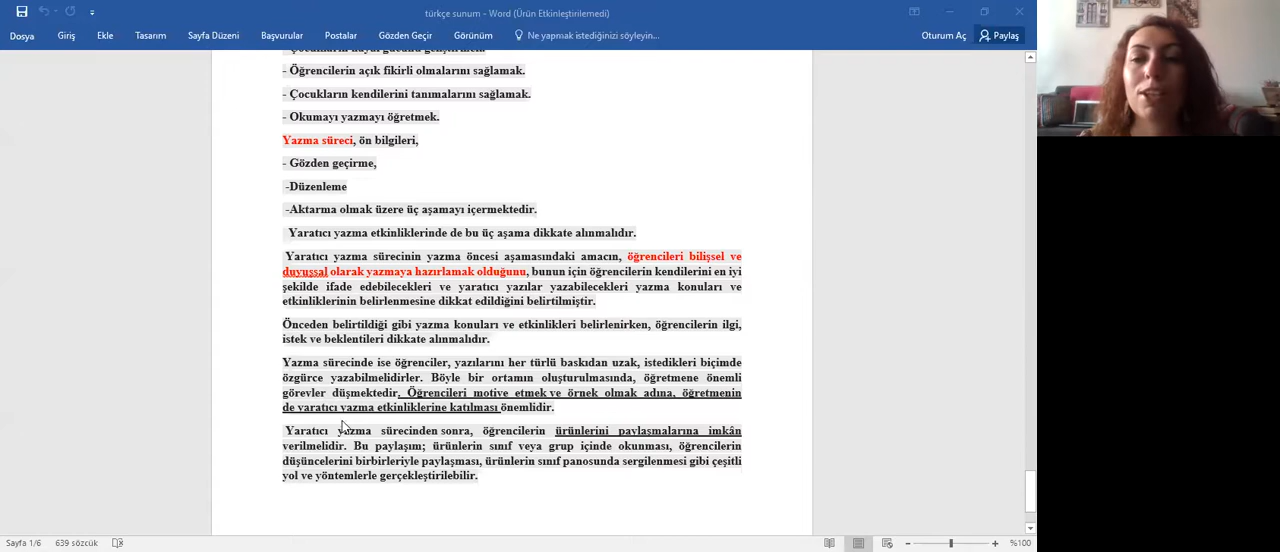 türkçe sunum - Word (Ürün Etkinleştirilemedi)
Dosya Giriş Ekle Tasarım Sayfa Düzeni Başvurular Postalar Gözden Geçir Görünüm Ne yapmak istediğinizi söyleyin... Oturum Aç Paylaş
- Öğrencilerin açık fikirli olmalarını sağlamak.
- Çocukların kendilerini tanımalarını sağlamak.
- Okumayı yazmayı öğretmek.
Yazma süreci, ön bilgileri,
- Gözden geçirme,
-Düzenleme
-Aktarma olmak üzere üç aşamayı içermektedir.
Yaratıcı yazma etkinliklerinde de bu üç aşama dikkate alınmalıdır.
Yaratıcı yazma sürecinin yazma öncesi aşamasındaki amacın, öğrencileri bilişsel ve
duyuşsal olarak yazmaya hazırlamak olduğunu, bunun için öğrencilerin kendilerini en iyi
şekilde ifade edebilecekleri ve yaratıcı yazılar yazabilecekleri yazma konuları ve
etkinliklerinin belirlenmesine dikkat edildiğini belirtilmiştir.
Önceden belirtildiği gibi yazma konuları ve etkinlikleri belirlenirken, öğrencilerin ilgi,
istek ve beklentileri dikkate alınmalıdır.
Yazma sürecinde ise öğrenciler, yazılarını her türlü baskıdan uzak, istedikleri biçimde
özgürce yazabilmelidirler. Böyle bir ortamın oluşturulmasında, öğretmene önemli
görevler düşmektedir. Öğrencileri motive etmek ve örnek olmak adına, öğretmenin
de yaratıcı yazma etkinliklerine katılması önemlidir.
Yaratıcı yazma sürecinden sonra, öğrencilerin ürünlerini paylaşmalarına imkân
verilmelidir. Bu paylaşım; ürünlerin sınıf veya grup içinde okunması, öğrencilerin
düşüncelerini birbirleriyle paylaşması, ürünlerin sınıf panosunda sergilenmesi gibi çeşitli
yol ve yöntemlerle gerçekleştirilebilir.
Sayfa 1/6 639 sözcük %100